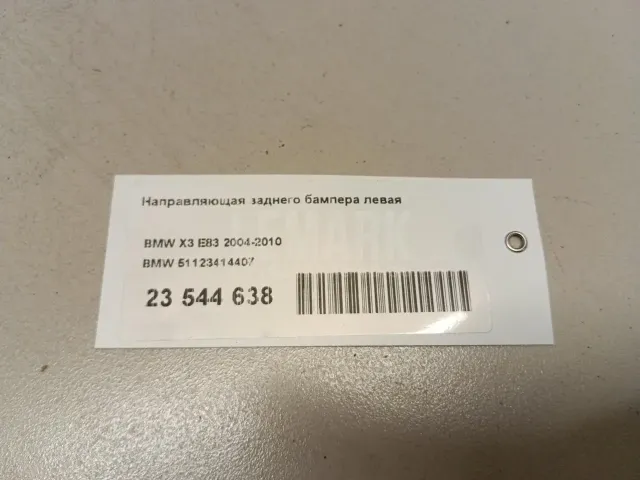 Направляющая заднего бампера левая
BMW X3 E83 2004-2010
BMW 51123414407
23 544 638